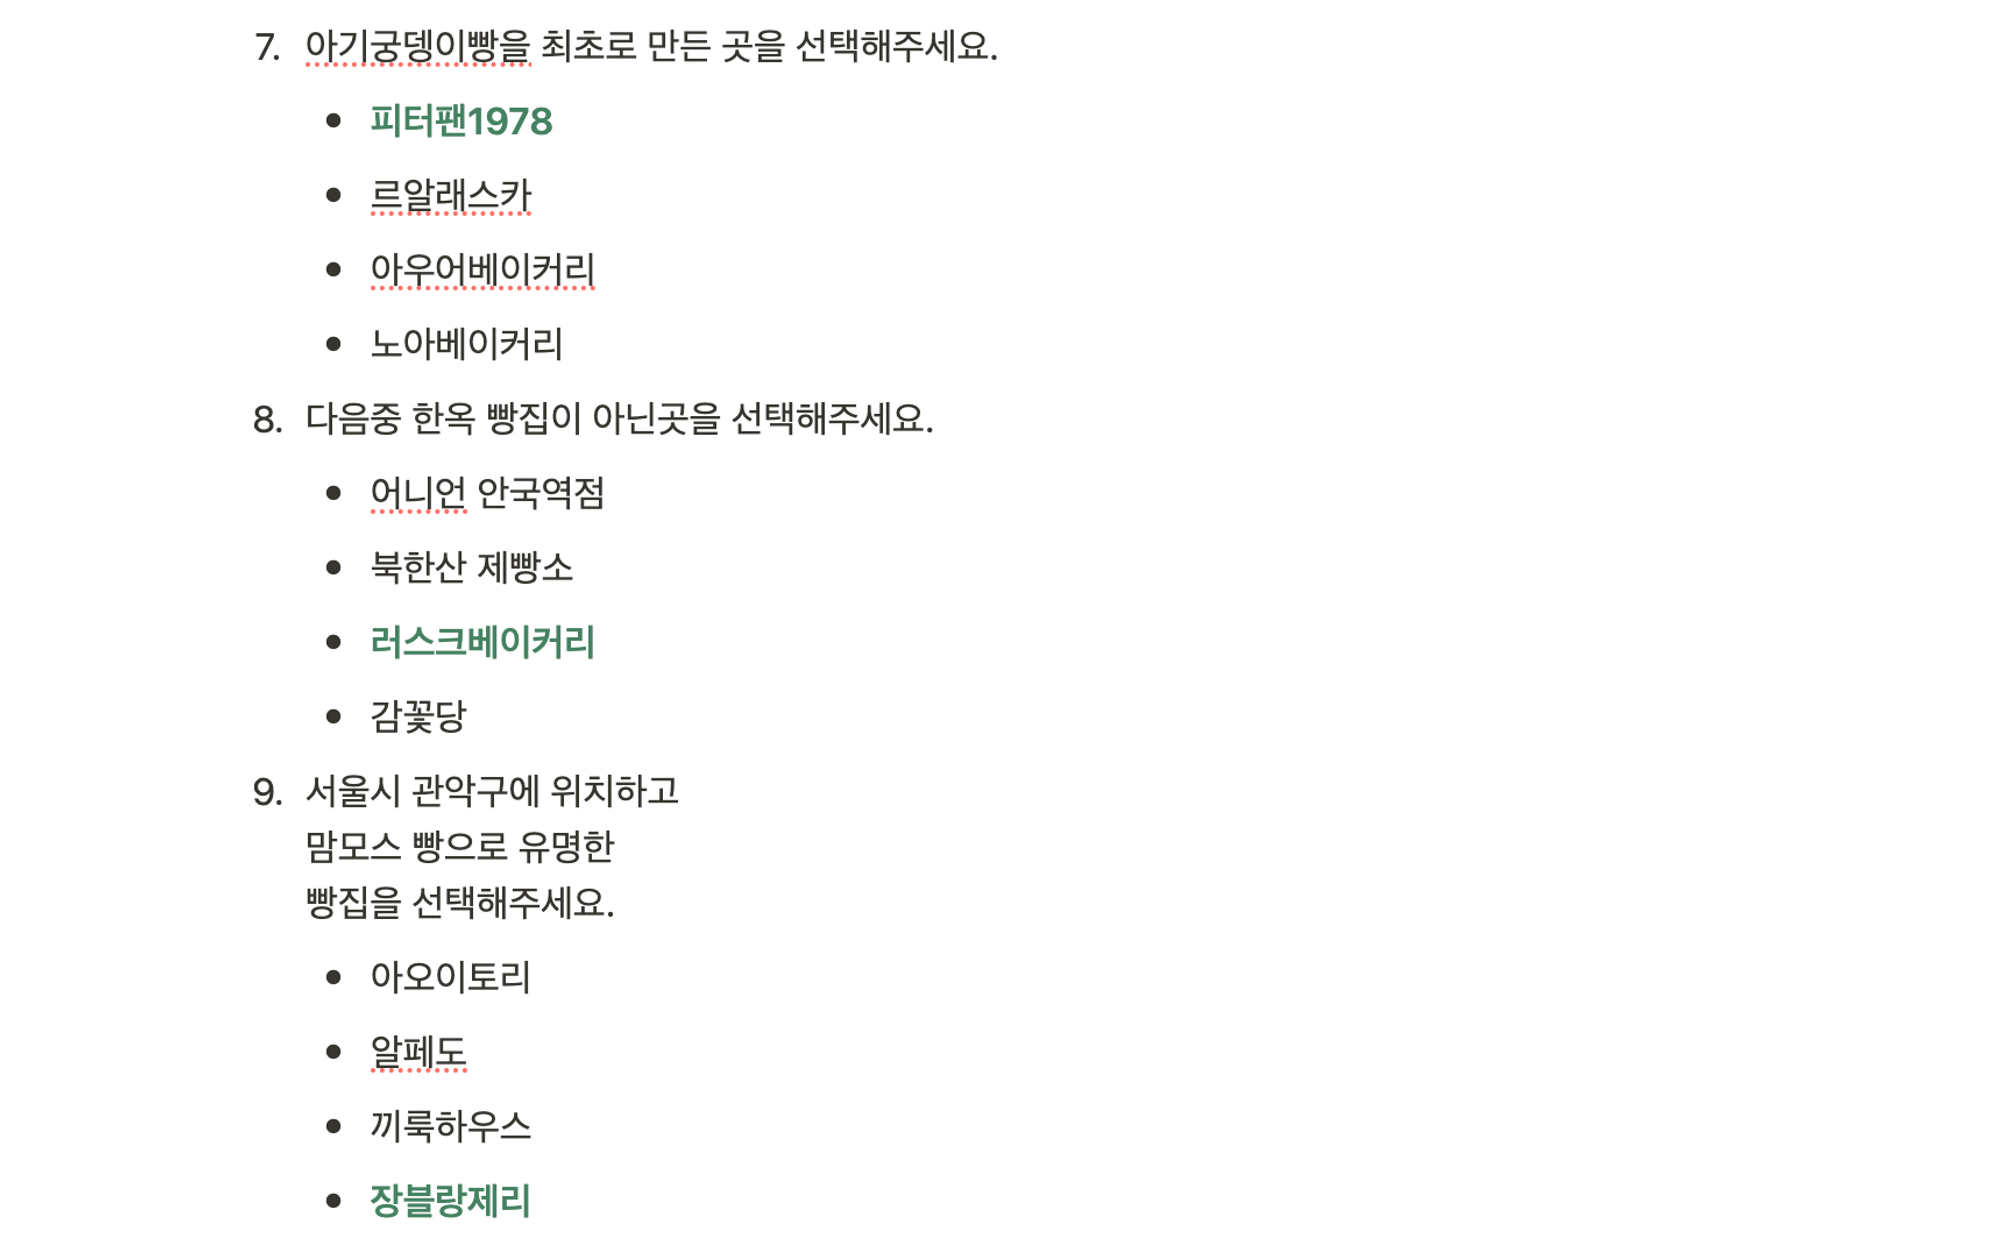 7. 아기궁뎅이빵을 최초로 만든 곳을 선택해주세요.
• 피터팬1978
• 르알래스카
• 아우어베이커리
• 노아베이커리
8. 다음중 한옥 빵집이 아닌곳을 선택해주세요.
• 어니언 안국역점
• 북한산 제빵소
• 러스크베이커리
• 감꽃당
9. 서울시 관악구에 위치하고
맘모스 빵으로 유명한
빵집을 선택해주세요.
• 아오이토리
• 알페도
• 끼룩하우스
• 장블랑제리